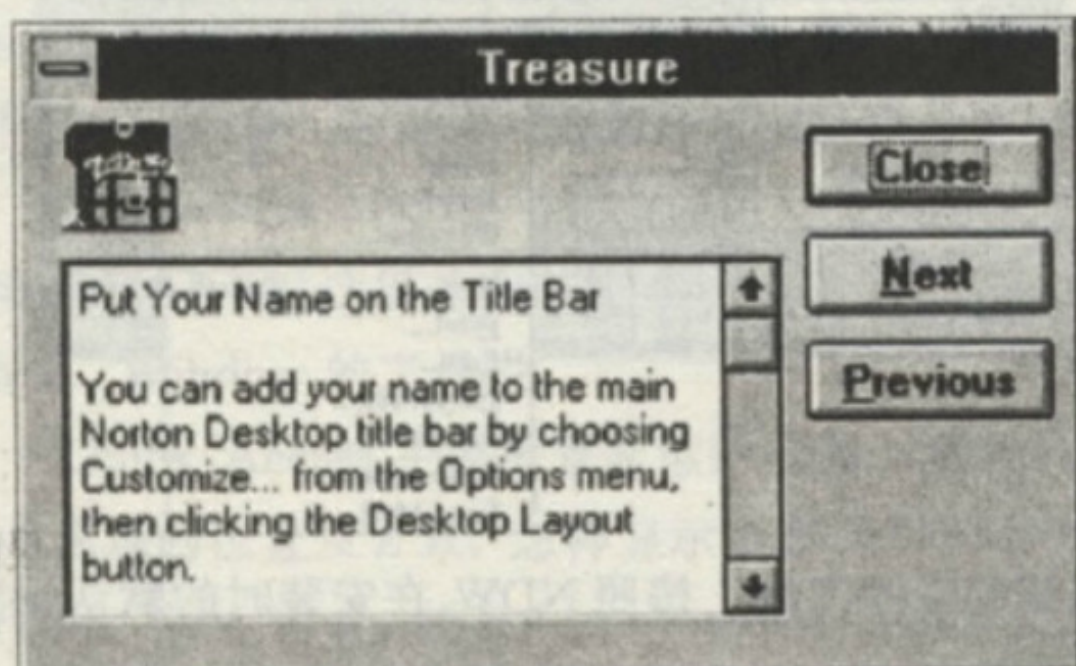 Treasure
Close
Next
Previous
Put Your Name on the Title Bar
You can add your name to the main
Norton Desktop title bar by choosing
Customize... from the Options menu,
then clicking the Desktop Layout
button.